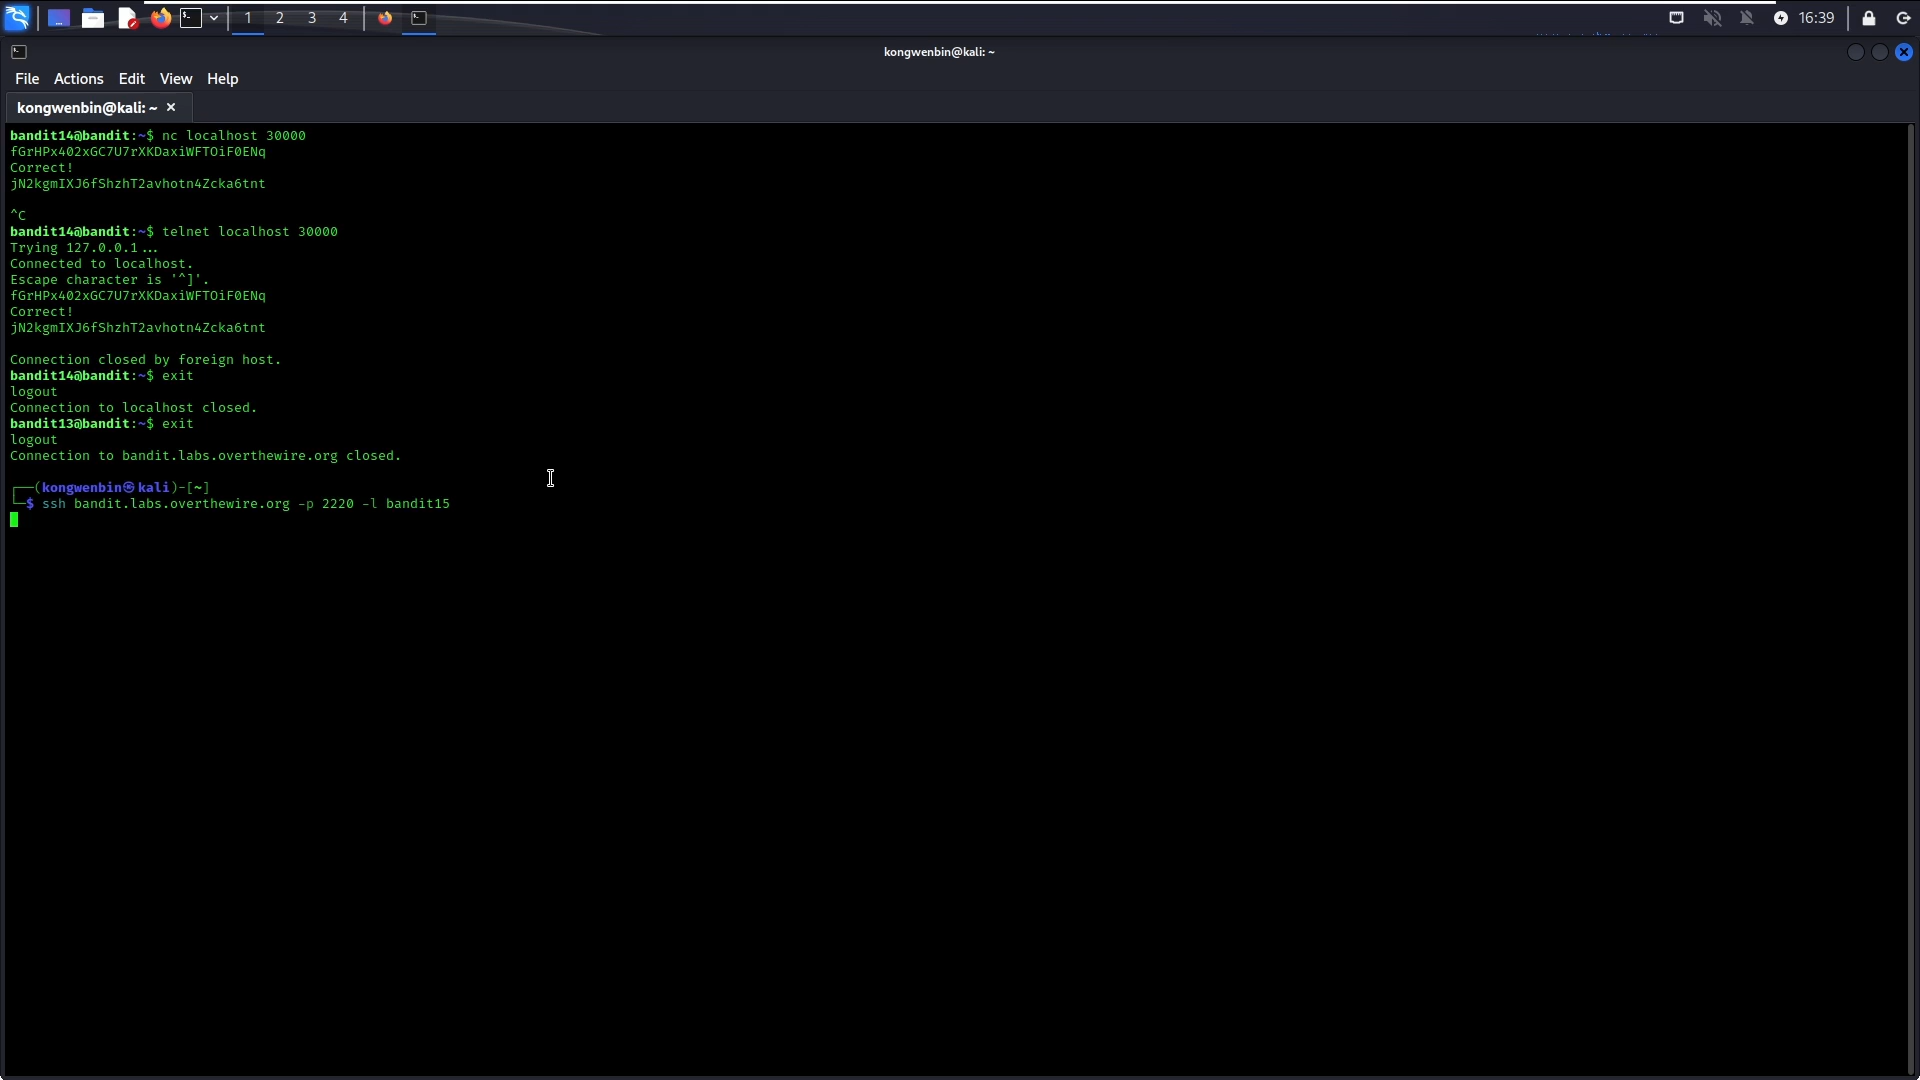 1 2 3 4 16:39
kongwenbin@kali: ~
File Actions Edit View Help
kongwenbin@kali: ~ ×
bandit14@bandit:~$ nc localhost 30000
fGrHPx402xGC7U7rXKDaxiWFTOiF0ENq
Correct!
jN2kgmIXJ6fShzhT2avhotn4Zcka6tnt
^C
bandit14@bandit:~$ telnet localhost 30000
Trying 127.0.0.1...
Connected to localhost.
Escape character is '^]'.
fGrHPx402xGC7U7rXKDaxiWFTOiF0ENq
Correct!
jN2kgmIXJ6fShzhT2avhotn4Zcka6tnt
Connection closed by foreign host.
bandit14@bandit:~$ exit
logout
Connection to localhost closed.
bandit13@bandit:~$ exit
logout
Connection to bandit.labs.overthewire.org closed.
┌──(kongwenbin㉿kali)-[~]
└─$ ssh bandit.labs.overthewire.org -p 2220 -l bandit15